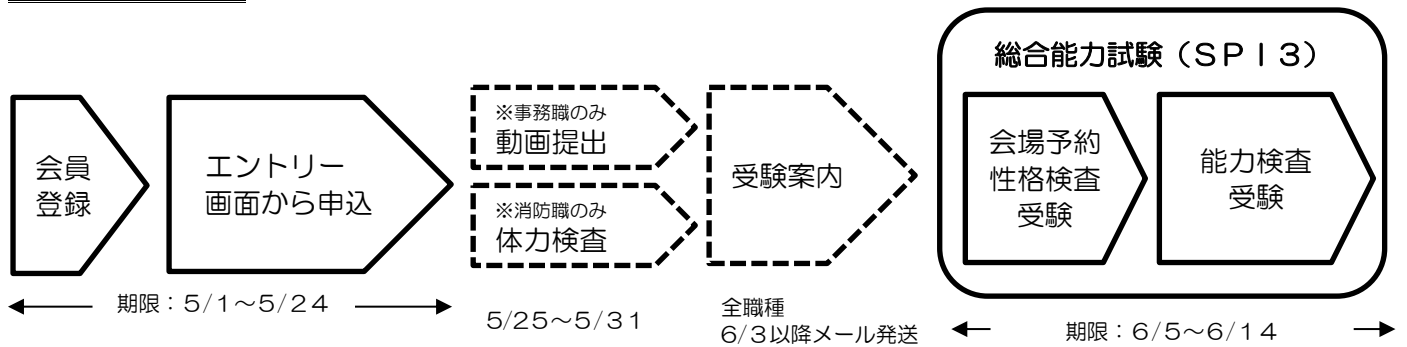 会員
登録
エントリー
画面から申込
期限：５/１～５/２４
※事務職のみ
動画提出
※消防職のみ
体力検査
５/２５～５/３１
受験案内
全職種
６/３以降メール発送
総合能力試験（ＳＰＩ３）
会場予約
性格検査
受験
能力検査
受験
期限：６/５～６/１４